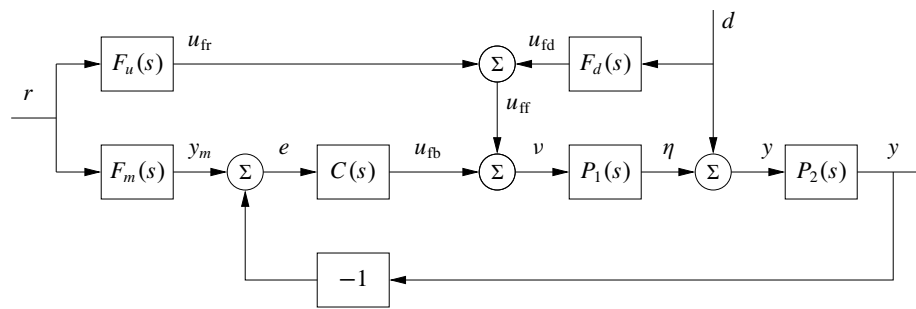 d
u_fr
u_fd
F_u(s)
Σ
F_d(s)
r
u_ff
y_m
e
u_fb
ν
η
y
y
F_m(s)
Σ
C(s)
Σ
P_1(s)
Σ
P_2(s)
−1